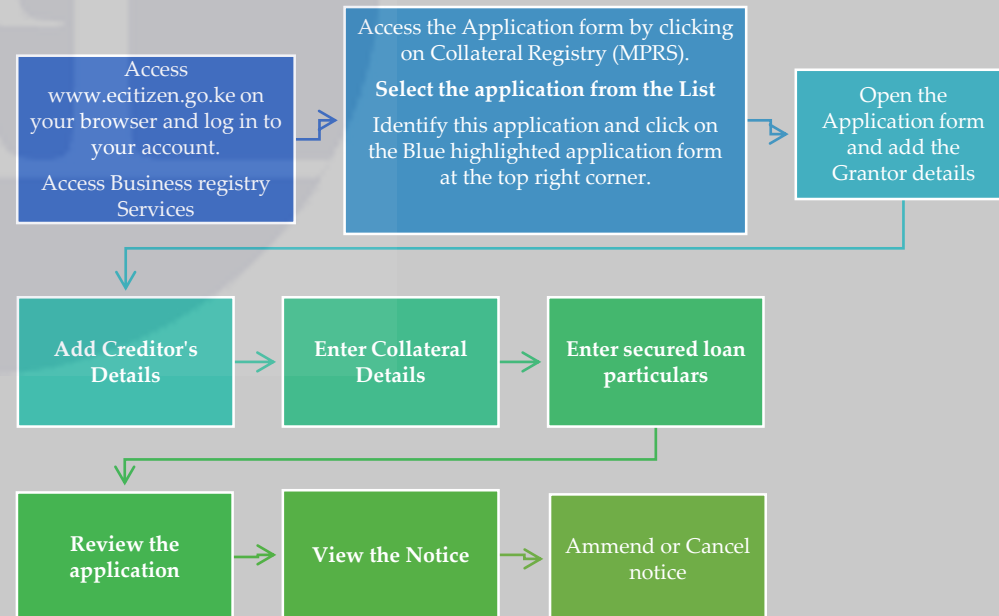 Access
www.ecitizen.go.ke on
your browser and log in to
your account.
Access Business registry
Services
Access the Application form by clicking
on Collateral Registry (MPRS).
Select the application from the List
Identify this application and click on
the Blue highlighted application form
at the top right corner.
Open the
Application form
and add the
Grantor details
Add Creditor's
Details
Enter Collateral
Details
Enter secured loan
particulars
Review the
application
View the Notice
Ammend or Cancel
notice